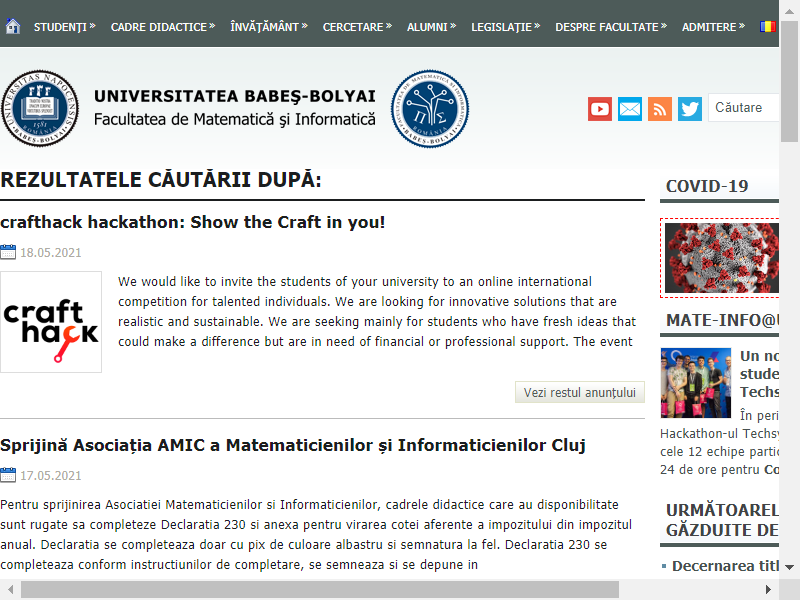 STUDENȚI » CADRE DIDACTICE » ÎNVĂȚĂMÂNT » CERCETARE » ALUMNI » LEGISLAȚIE » DESPRE FACULTATE » ADMITERE »
UNIVERSITATEA BABEŞ-BOLYAI
Facultatea de Matematică și Informatică
Căutare
REZULTATELE CĂUTĂRII DUPĂ:
crafthack hackathon: Show the Craft in you!
18.05.2021
craft
hack
We would like to invite the students of your university to an online international
competition for talented individuals. We are looking for innovative solutions that are
realistic and sustainable. We are seeking mainly for students who have fresh ideas that
could make a difference but are in need of financial or professional support. The event
Vezi restul anunțului
Sprijină Asociația AMIC a Matematicienilor și Informaticienilor Cluj
17.05.2021
Pentru sprijinirea Asociatiei Matematicienilor si Informaticienilor, cadrele didactice care au disponibilitate
sunt rugate sa completeze Declaratia 230 si anexa pentru virarea cotei aferente a impozitului din impozitul
anual. Declaratia se completeaza doar cu pix de culoare albastru si semnatura la fel. Declaratia 230 se
completeaza conform instructiunilor de completare, se semneaza si se depune in
COVID-19
MATE-INFO@U
Un no
stude
Techs
În peri
Hackathon-ul Techsy
cele 12 echipe partic
24 de ore pentru Co
URMĂTOAREL
GĂZDUITE DE
Decernarea titl